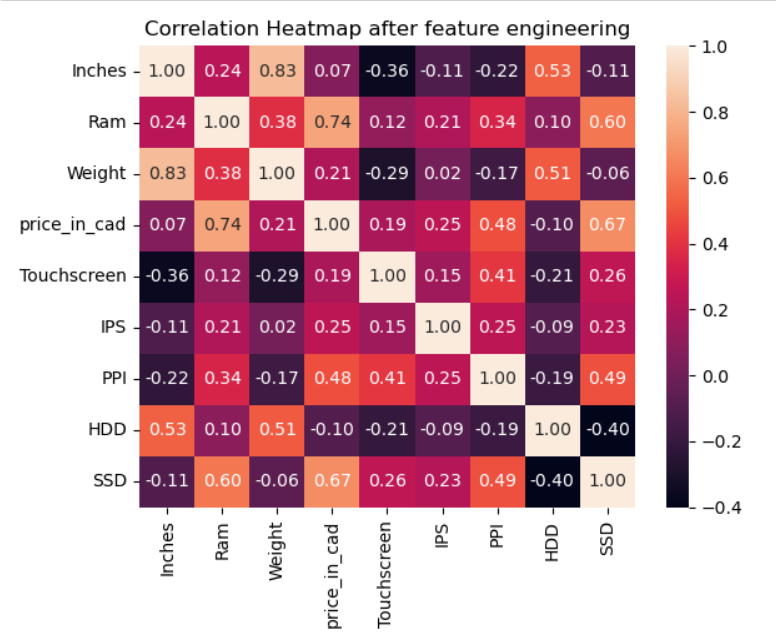 Correlation Heatmap after feature engineering
Inches 1.00 0.24 0.83 0.07 -0.36 -0.11 -0.22 0.53 -0.11
Ram 0.24 1.00 0.38 0.74 0.12 0.21 0.34 0.10 0.60
Weight 0.83 0.38 1.00 0.21 -0.29 0.02 -0.17 0.51 -0.06
price_in_cad 0.07 0.74 0.21 1.00 0.19 0.25 0.48 -0.10 0.67
Touchscreen -0.36 0.12 -0.29 0.19 1.00 0.15 0.41 -0.21 0.26
IPS -0.11 0.21 0.02 0.25 0.15 1.00 0.25 -0.09 0.23
PPI -0.22 0.34 -0.17 0.48 0.41 0.25 1.00 -0.19 0.49
HDD 0.53 0.10 0.51 -0.10 -0.21 -0.09 -0.19 1.00 -0.40
SSD -0.11 0.60 -0.06 0.67 0.26 0.23 0.49 -0.40 1.00
Inches Ram Weight price_in_cad Touchscreen IPS PPI HDD SSD
1.0
0.8
0.6
0.4
0.2
0.0
−0.2
−0.4